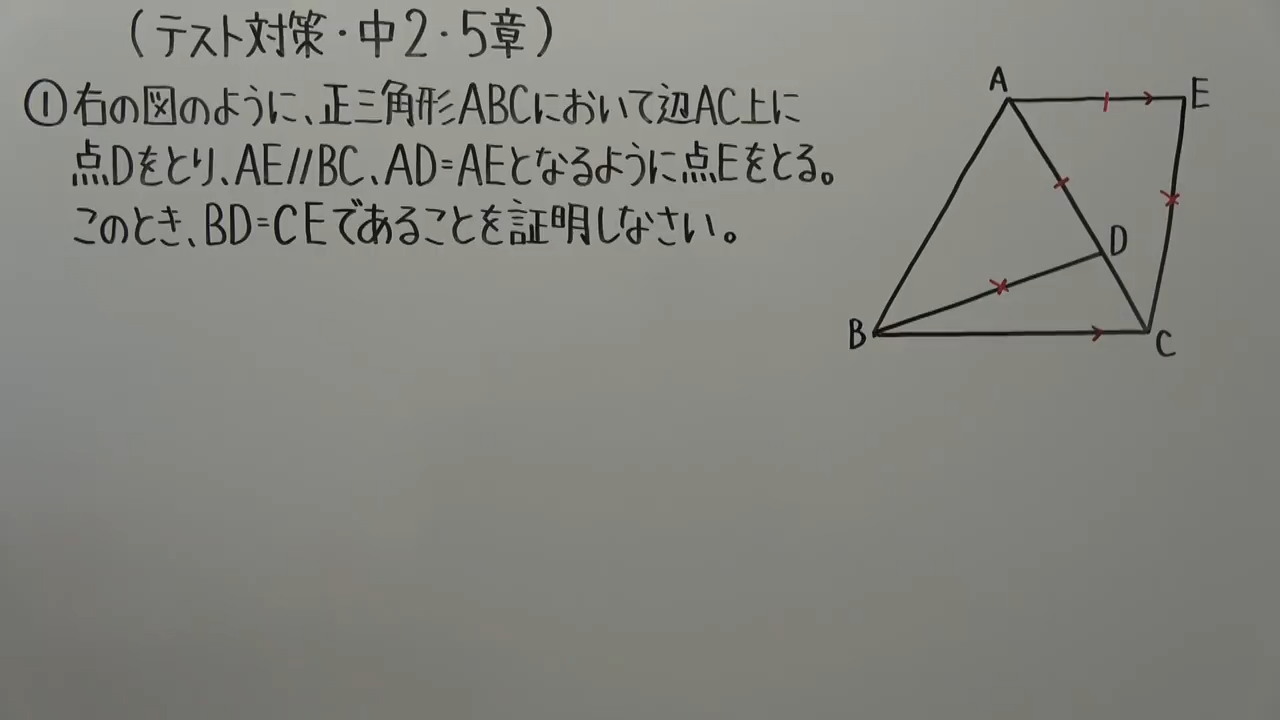 (テスト対策・中2・5章)
①右の図のように、正三角形ABCにおいて辺AC上に
点Dをとり、AE//BC、AD=AEとなるように点Eをとる。
このとき、BD=CEであることを証明しなさい。
A
E
D
B
C